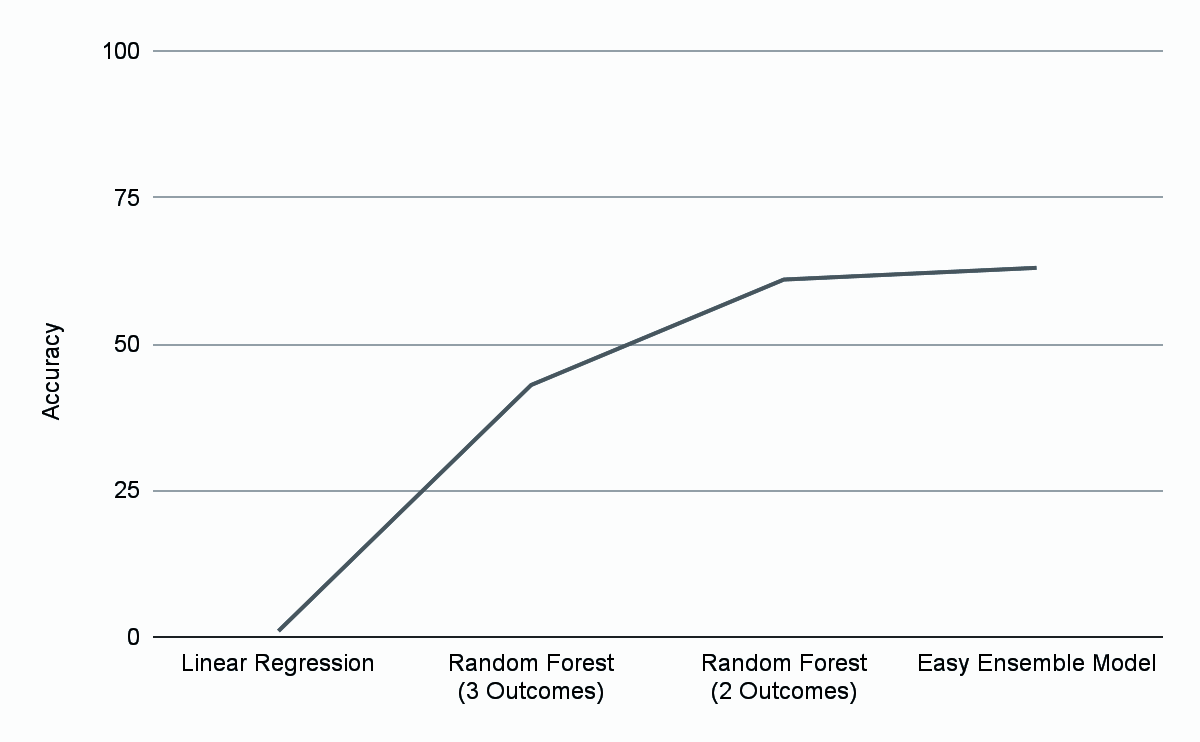 100
75
50
25
0
Accuracy
Linear Regression
Random Forest
(3 Outcomes)
Random Forest
(2 Outcomes)
Easy Ensemble Model